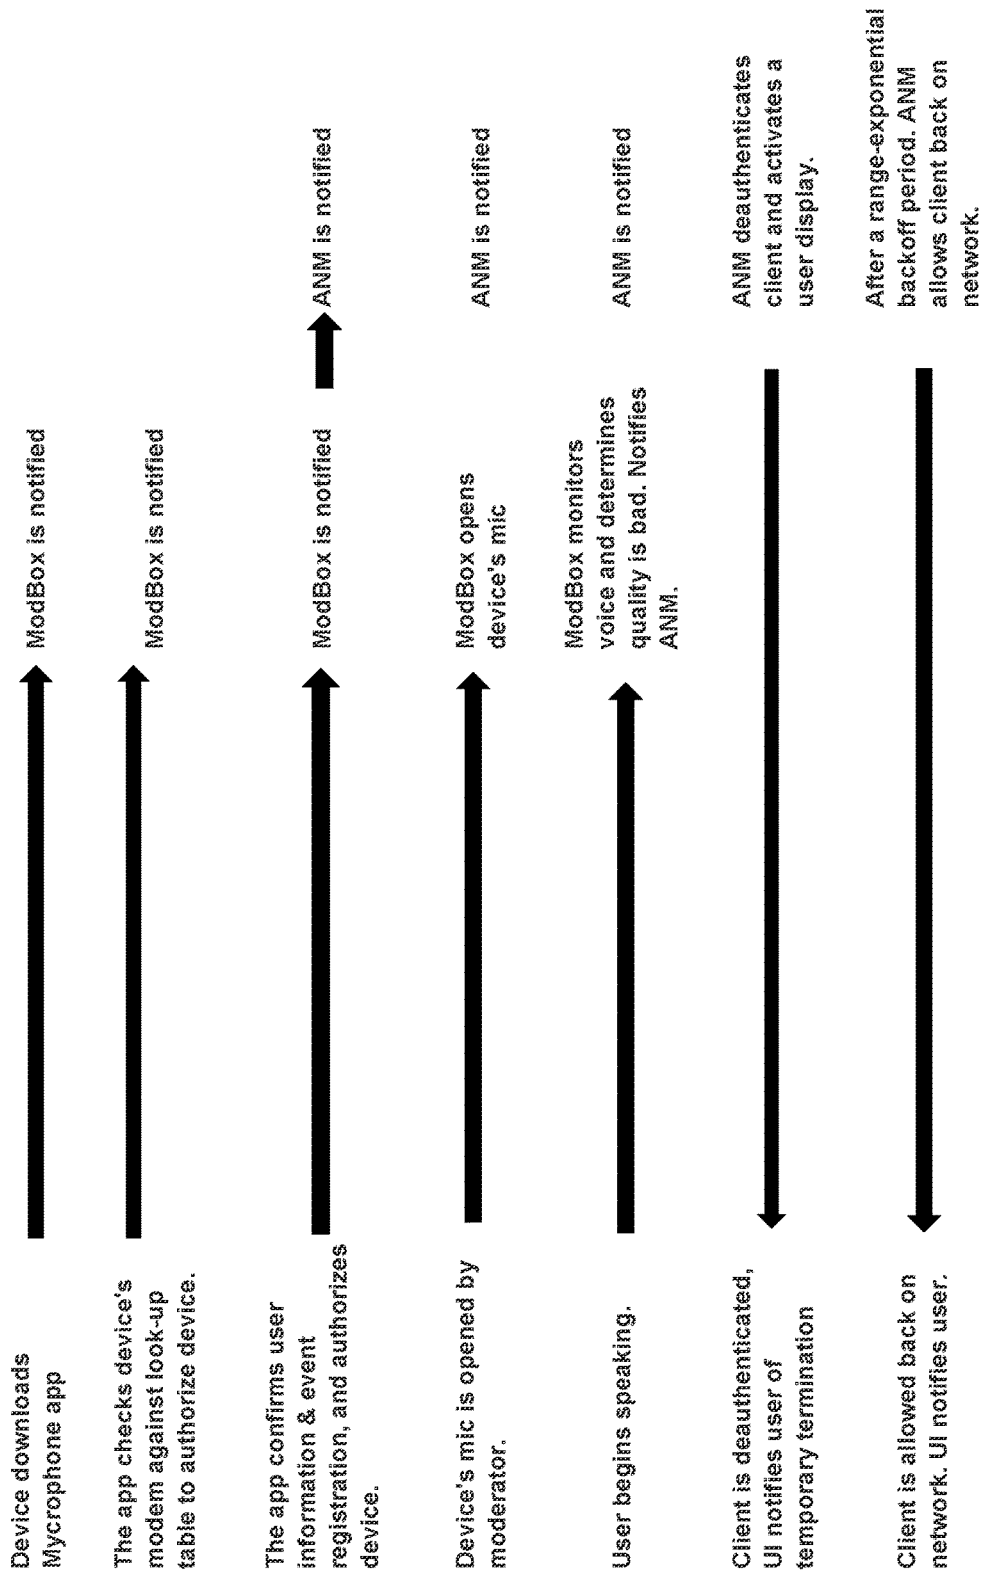 Device downloads
Mycrophone app
ModBox is notified
The app checks device's
modem against look-up
table to authorize device.
ModBox is notified
The app confirms user
information & event
registration, and authorizes
device.
ModBox is notified
ANM is notified
Device's mic is opened by
moderator.
ModBox opens
device's mic
ANM is notified
User begins speaking.
ModBox monitors
voice and determines
quality is bad. Notifies
ANM.
ANM is notified
Client is deauthenticated,
UI notifies user of
temporary termination
ANM deauthenticates
client and activates a
user display.
Client is allowed back on
network. UI notifies user.
After a range-exponential
backoff period. ANM
allows client back on
network.